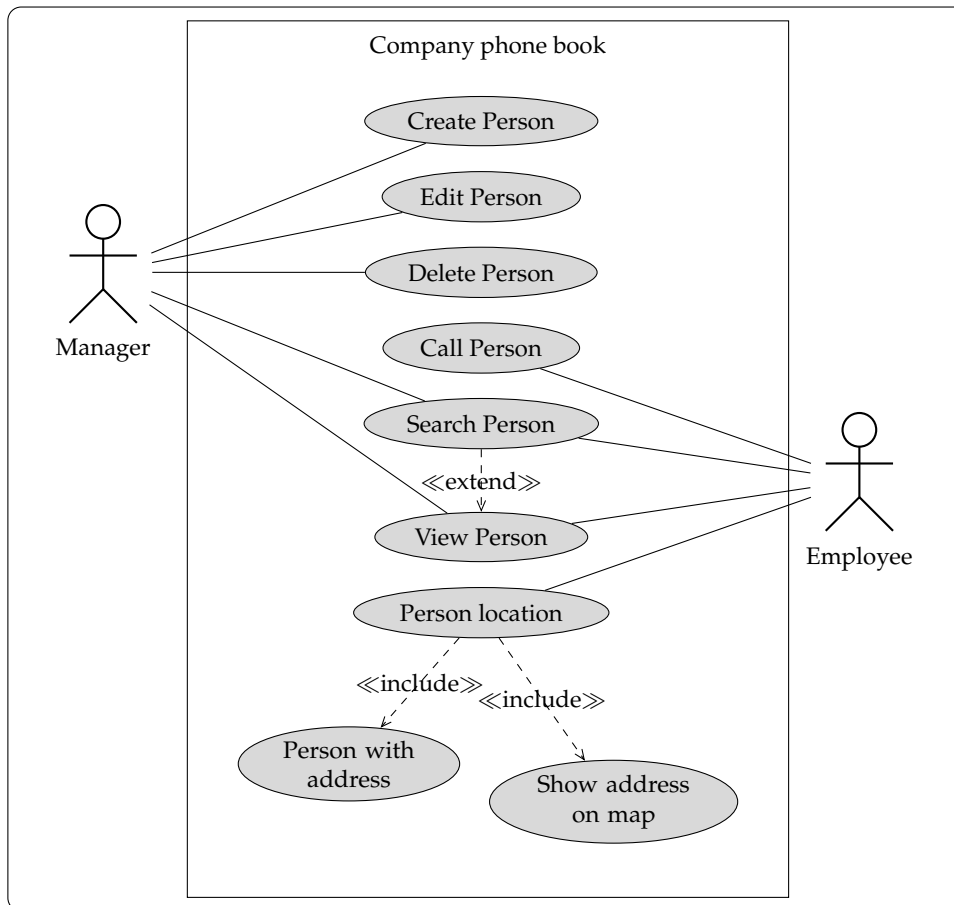 Company phone book
Create Person
Edit Person
Delete Person
Manager
Call Person
Search Person
≪extend≫
View Person
Employee
Person location
≪include≫
≪include≫
Person with
address
Show address
on map